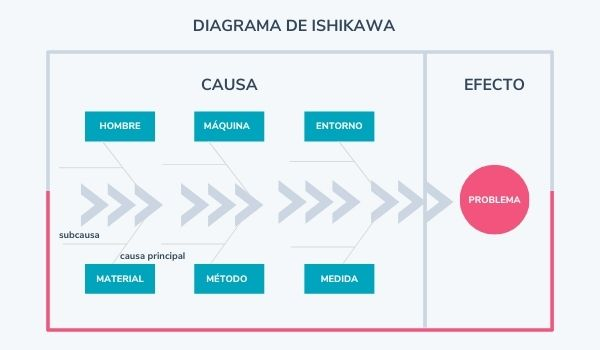 DIAGRAMA DE ISHIKAWA
CAUSA
EFECTO
HOMBRE
MÁQUINA
ENTORNO
PROBLEMA
subcausa
causa principal
MATERIAL
MÉTODO
MEDIDA